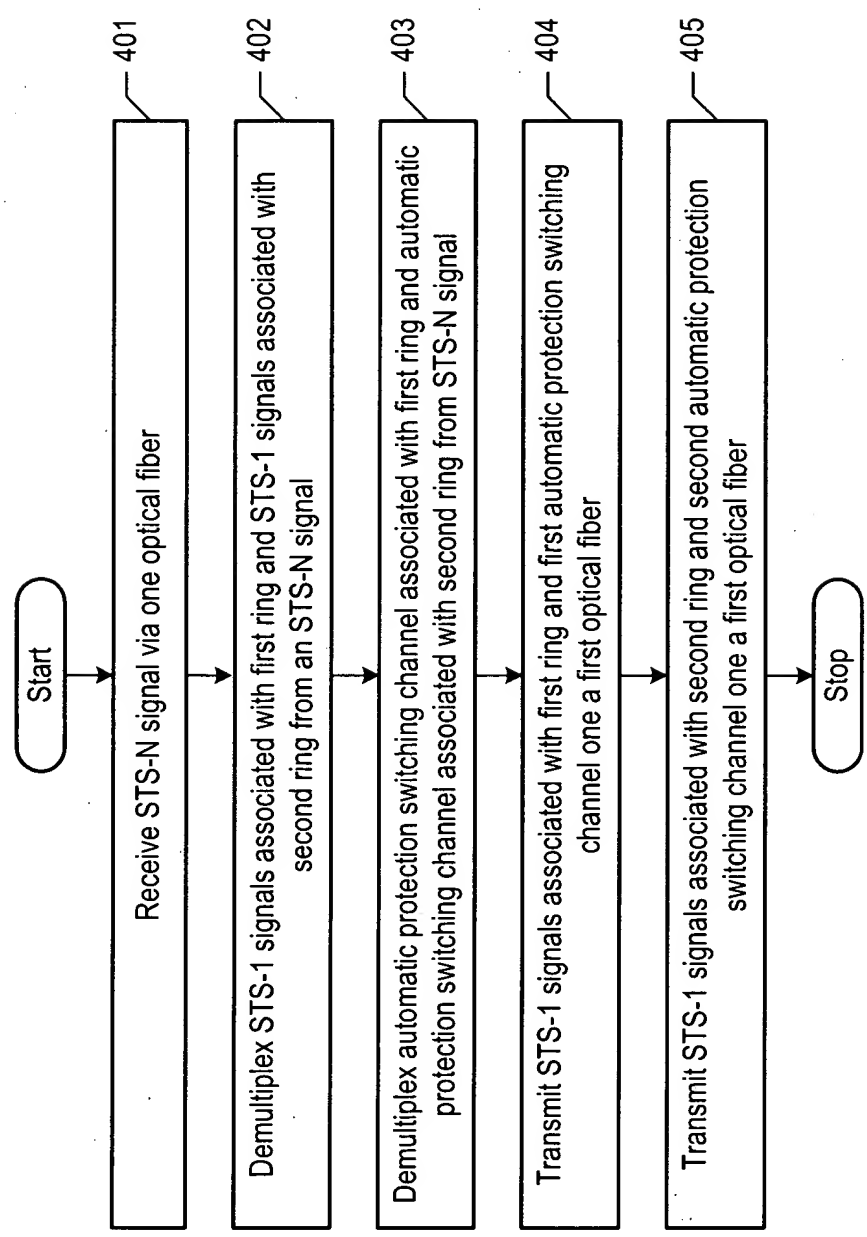 Start
Receive STS-N signal via one optical fiber
401
Demultiplex STS-1 signals associated with first ring and STS-1 signals associated with
second ring from an STS-N signal
402
Demultiplex automatic protection switching channel associated with first ring and automatic
protection switching channel associated with second ring from STS-N signal
403
Transmit STS-1 signals associated with first ring and first automatic protection switching
channel one a first optical fiber
404
Transmit STS-1 signals associated with second ring and second automatic protection
switching channel one a first optical fiber
405
Stop